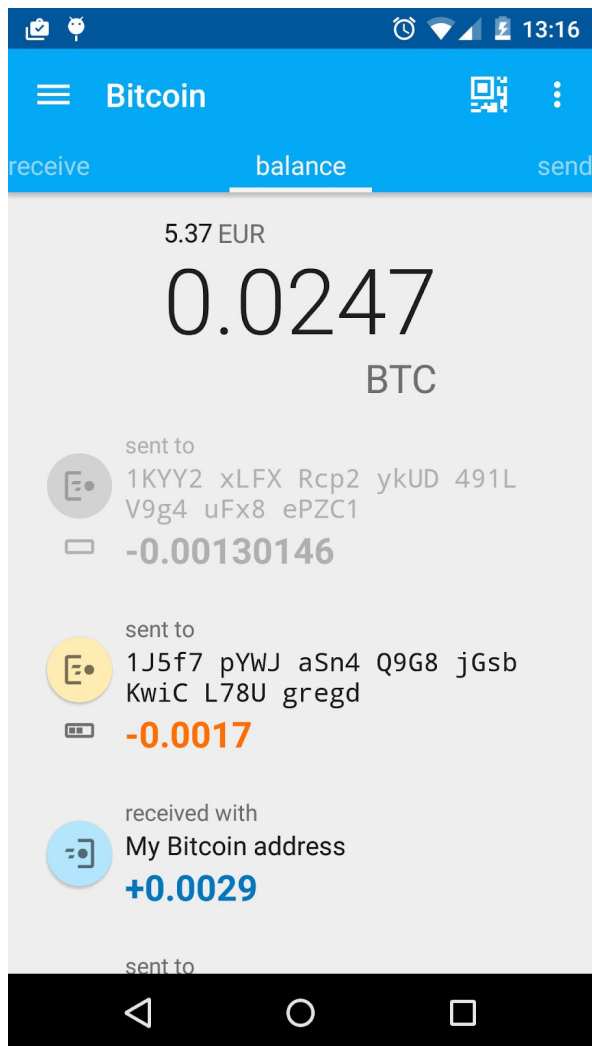 13:16
Bitcoin
receive balance send
5.37 EUR
0.0247
BTC
sent to
1KYY2 xLFX Rcp2 ykUD 491L
V9g4 uFx8 ePZC1
-0.00130146
sent to
1J5f7 pYWJ aSn4 Q9G8 jGsb
KwiC L78U gregd
-0.0017
received with
My Bitcoin address
+0.0029
sent to